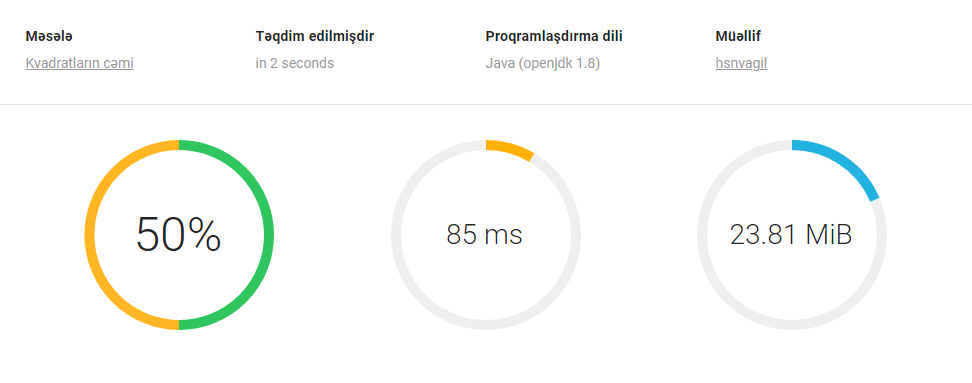 Məsələ
Təqdim edilmişdir
Proqramlaşdırma dili
Müəllif
Kvadratların cəmi
in 2 seconds
Java (openjdk 1.8)
hsnvagil
50%
85 ms
23.81 MiB